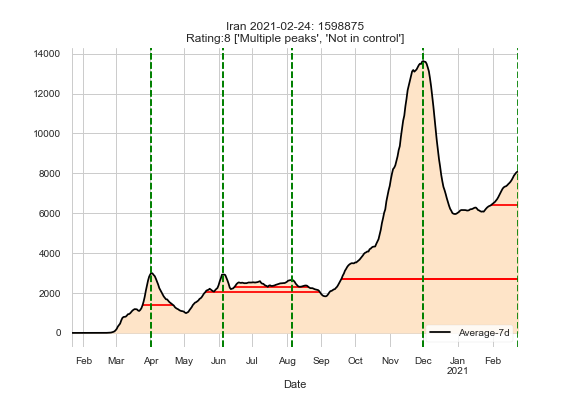 Iran 2021-02-24: 1598875
Rating:8 ['Multiple peaks', 'Not in control']
14000
12000
10000
8000
6000
4000
2000
0
Average-7d
Feb Mar Apr May Jun Jul Aug Sep Oct Nov Dec Jan Feb
2021
Date